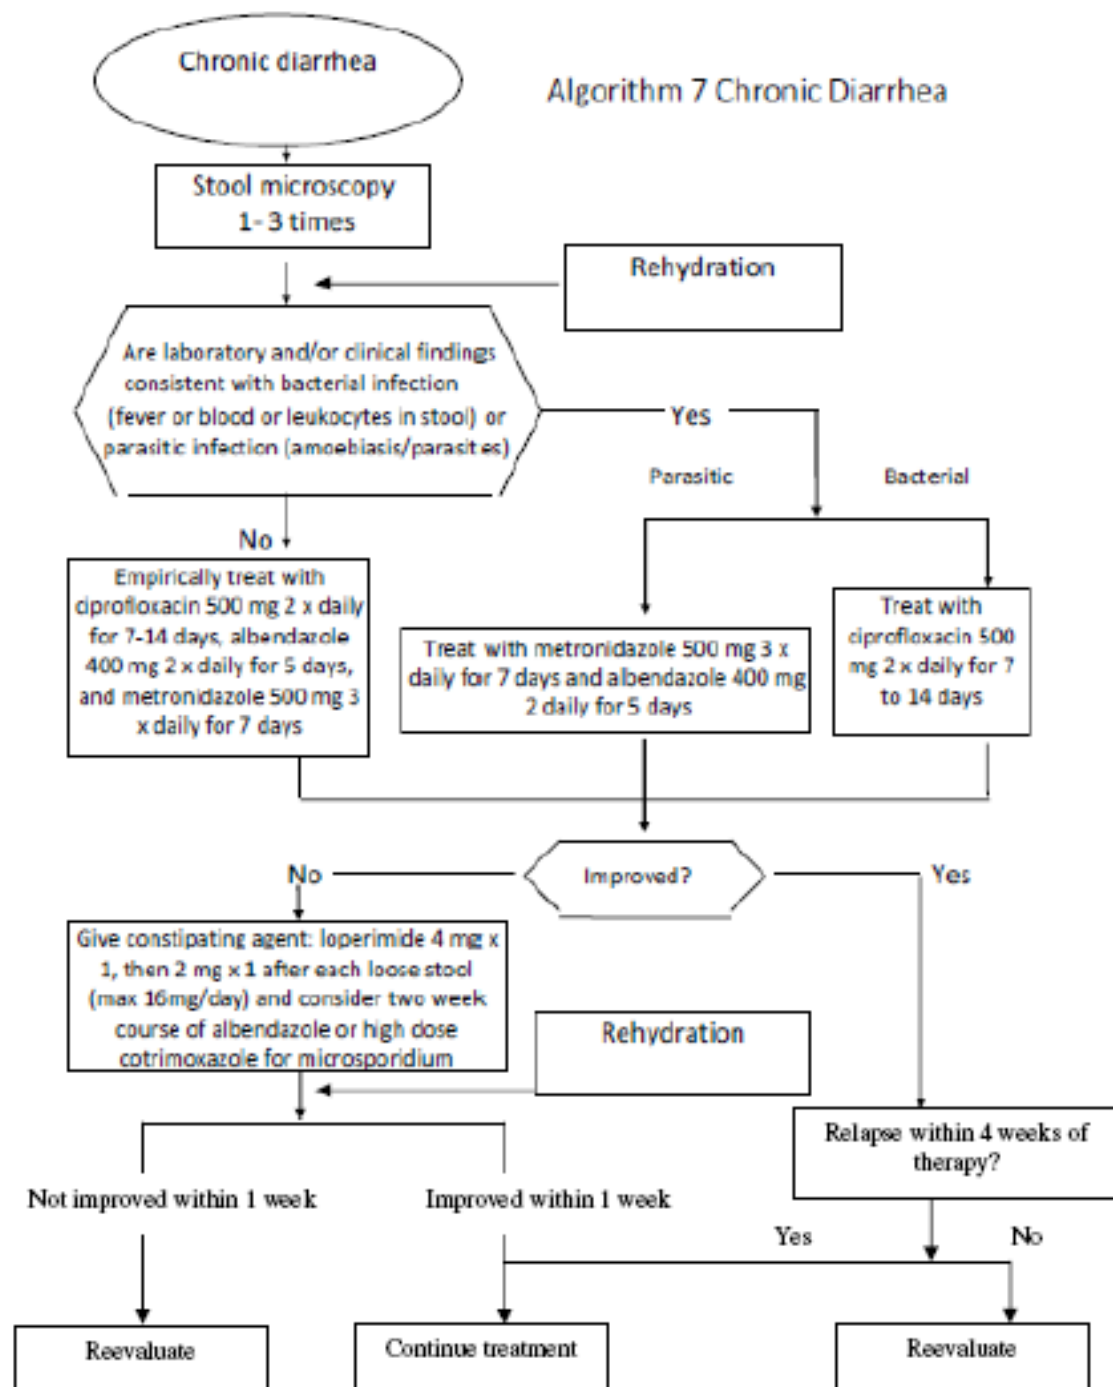 Chronic diarrhea
Algorithm 7 Chronic Diarrhea
Stool microscopy
1- 3 times
Rehydration
Are laboratory and/or clinical findings
consistent with bacterial infection
(fever or blood or leukocytes in stool) or
parasitic infection (amoebiasis/parasites)
Yes
Parasitic
Bacterial
No
Empirically treat with
ciprofloxacin 500 mg 2 x daily
for 7-14 days, albendazole
400 mg 2 x daily for 5 days,
and metronidazole 500 mg 3
x daily for 7 days
Treat with metronidazole 500 mg 3 x
daily for 7 days and albendazole 400 mg
2 daily for 5 days
Treat with
ciprofloxacin 500
mg 2 x daily for 7
to 14 days
Improved?
No
Yes
Give constipating agent: loperimide 4 mg x
1, then 2 mg x 1 after each loose stool
(max 16mg/day) and consider two week
course of albendazole or high dose
cotrimoxazole for microsporidium
Rehydration
Relapse within 4 weeks of
therapy?
Not improved within 1 week
Improved within 1 week
Yes
No
Reevaluate
Continue treatment
Reevaluate